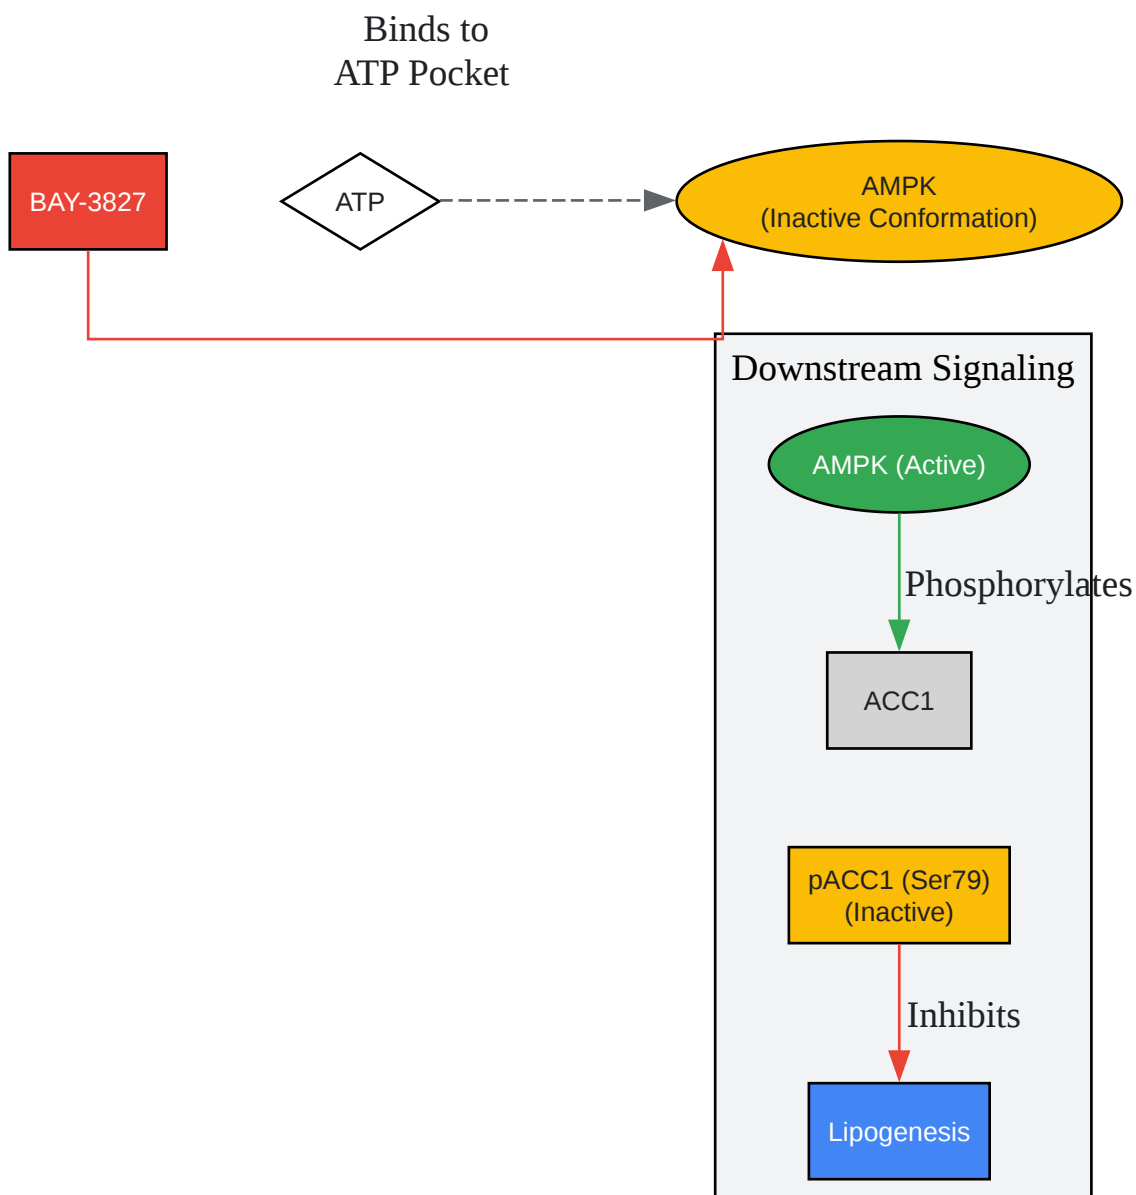 Binds to
ATP Pocket
BAY-3827
ATP
AMPK
(Inactive Conformation)
Downstream Signaling
AMPK (Active)
Phosphorylates
ACC1
pACC1 (Ser79)
(Inactive)
Inhibits
Lipogenesis